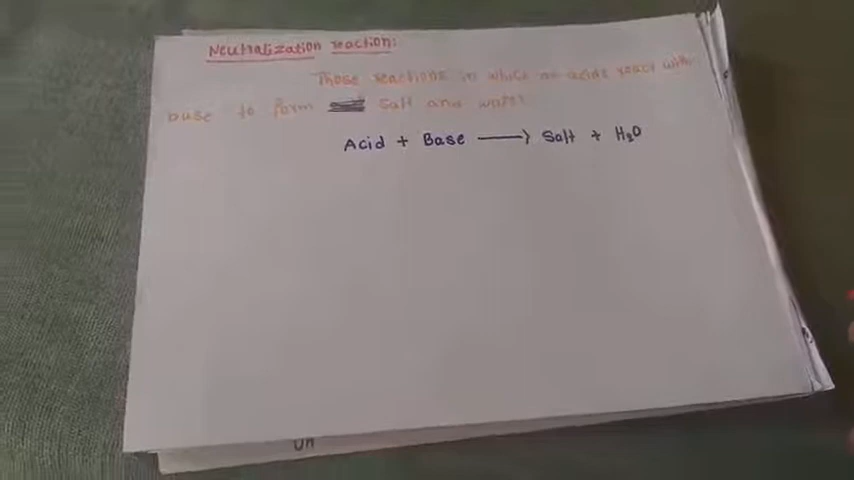 Neutralization reaction:
Those reactions in which an acids react with
base to form salt and water
Acid + Base ⟶ Salt + H₂O